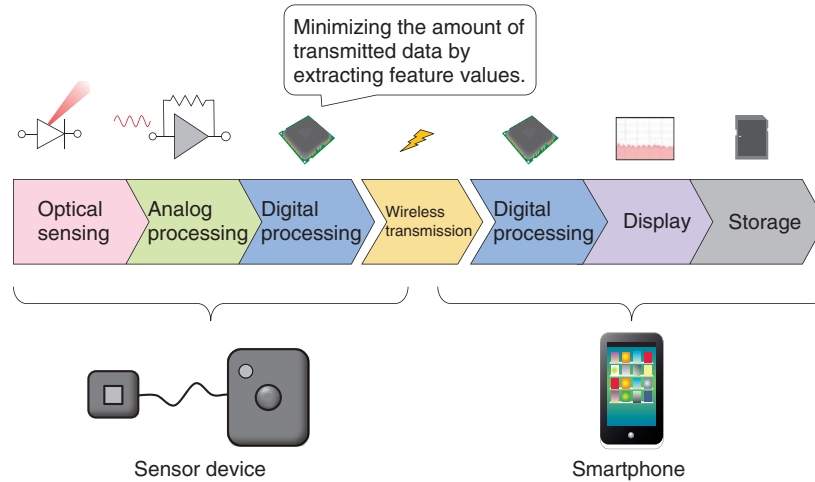 Minimizing the amount of
transmitted data by
extracting feature values.
Optical
sensing
Analog
processing
Digital
processing
Wireless
transmission
Digital
processing
Display
Storage
Sensor device
Smartphone